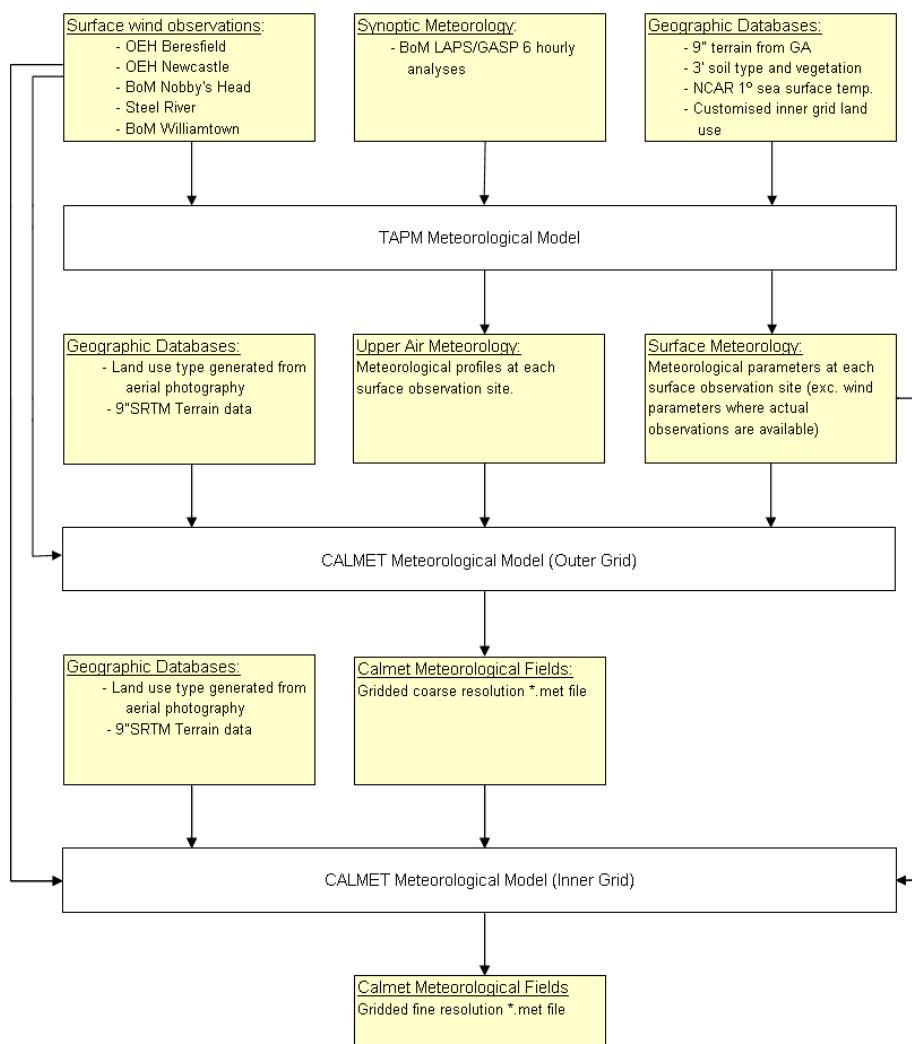 Surface wind observations:
- OEH Beresfield
- OEH Newcastle
- BoM Nobby's Head
- Steel River
- BoM Williamtown
Synoptic Meteorology:
- BoM LAPS/GASP 6 hourly
analyses
Geographic Databases:
- 9" terrain from GA
- 3' soil type and vegetation
- NCAR 1º sea surface temp.
- Customised inner grid land
use
TAPM Meteorological Model
Geographic Databases:
- Land use type generated from
aerial photography
- 9"SRTM Terrain data
Upper Air Meteorology:
Meteorological profiles at each
surface observation site.
Surface Meteorology:
Meteorological parameters at each
surface observation site (exc. wind
parameters where actual
observations are available)
CALMET Meteorological Model (Outer Grid)
Geographic Databases:
- Land use type generated from
aerial photography
- 9"SRTM Terrain data
Calmet Meteorological Fields:
Gridded coarse resolution *.met file
CALMET Meteorological Model (Inner Grid)
Calmet Meteorological Fields
Gridded fine resolution *.met file